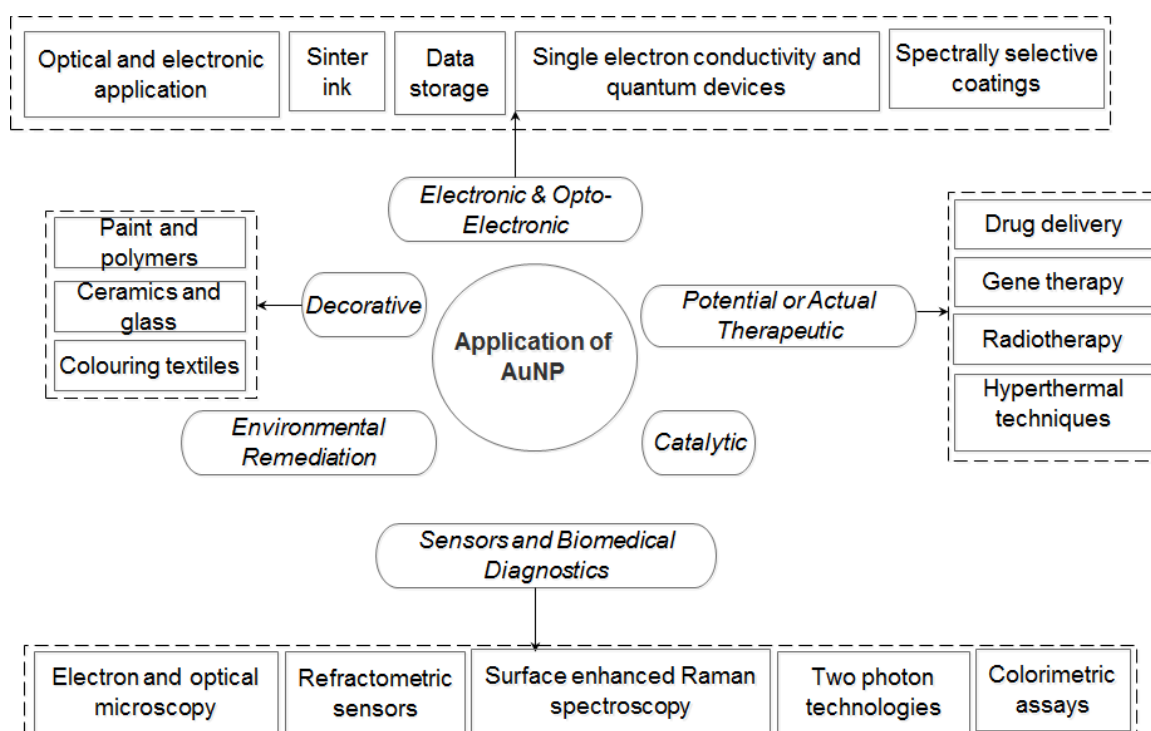 Optical and electronic
application
Sinter
ink
Data
storage
Single electron conductivity and
quantum devices
Spectrally selective
coatings
Electronic & Opto-
Electronic
Paint and
polymers
Ceramics and
glass
Colouring textiles
Decorative
Application of
AuNP
Potential or Actual
Therapeutic
Drug delivery
Gene therapy
Radiotherapy
Hyperthermal
techniques
Environmental
Remediation
Catalytic
Sensors and Biomedical
Diagnostics
Electron and optical
microscopy
Refractometric
sensors
Surface enhanced Raman
spectroscopy
Two photon
technologies
Colorimetric
assays